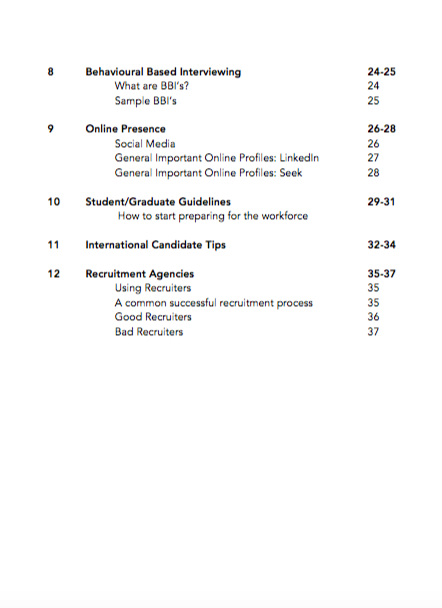 8 Behavioural Based Interviewing 24-25
What are BBI's? 24
Sample BBI's 25
9 Online Presence 26-28
Social Media 26
General Important Online Profiles: LinkedIn 27
General Important Online Profiles: Seek 28
10 Student/Graduate Guidelines 29-31
How to start preparing for the workforce
11 International Candidate Tips 32-34
12 Recruitment Agencies 35-37
Using Recruiters 35
A common successful recruitment process 35
Good Recruiters 36
Bad Recruiters 37